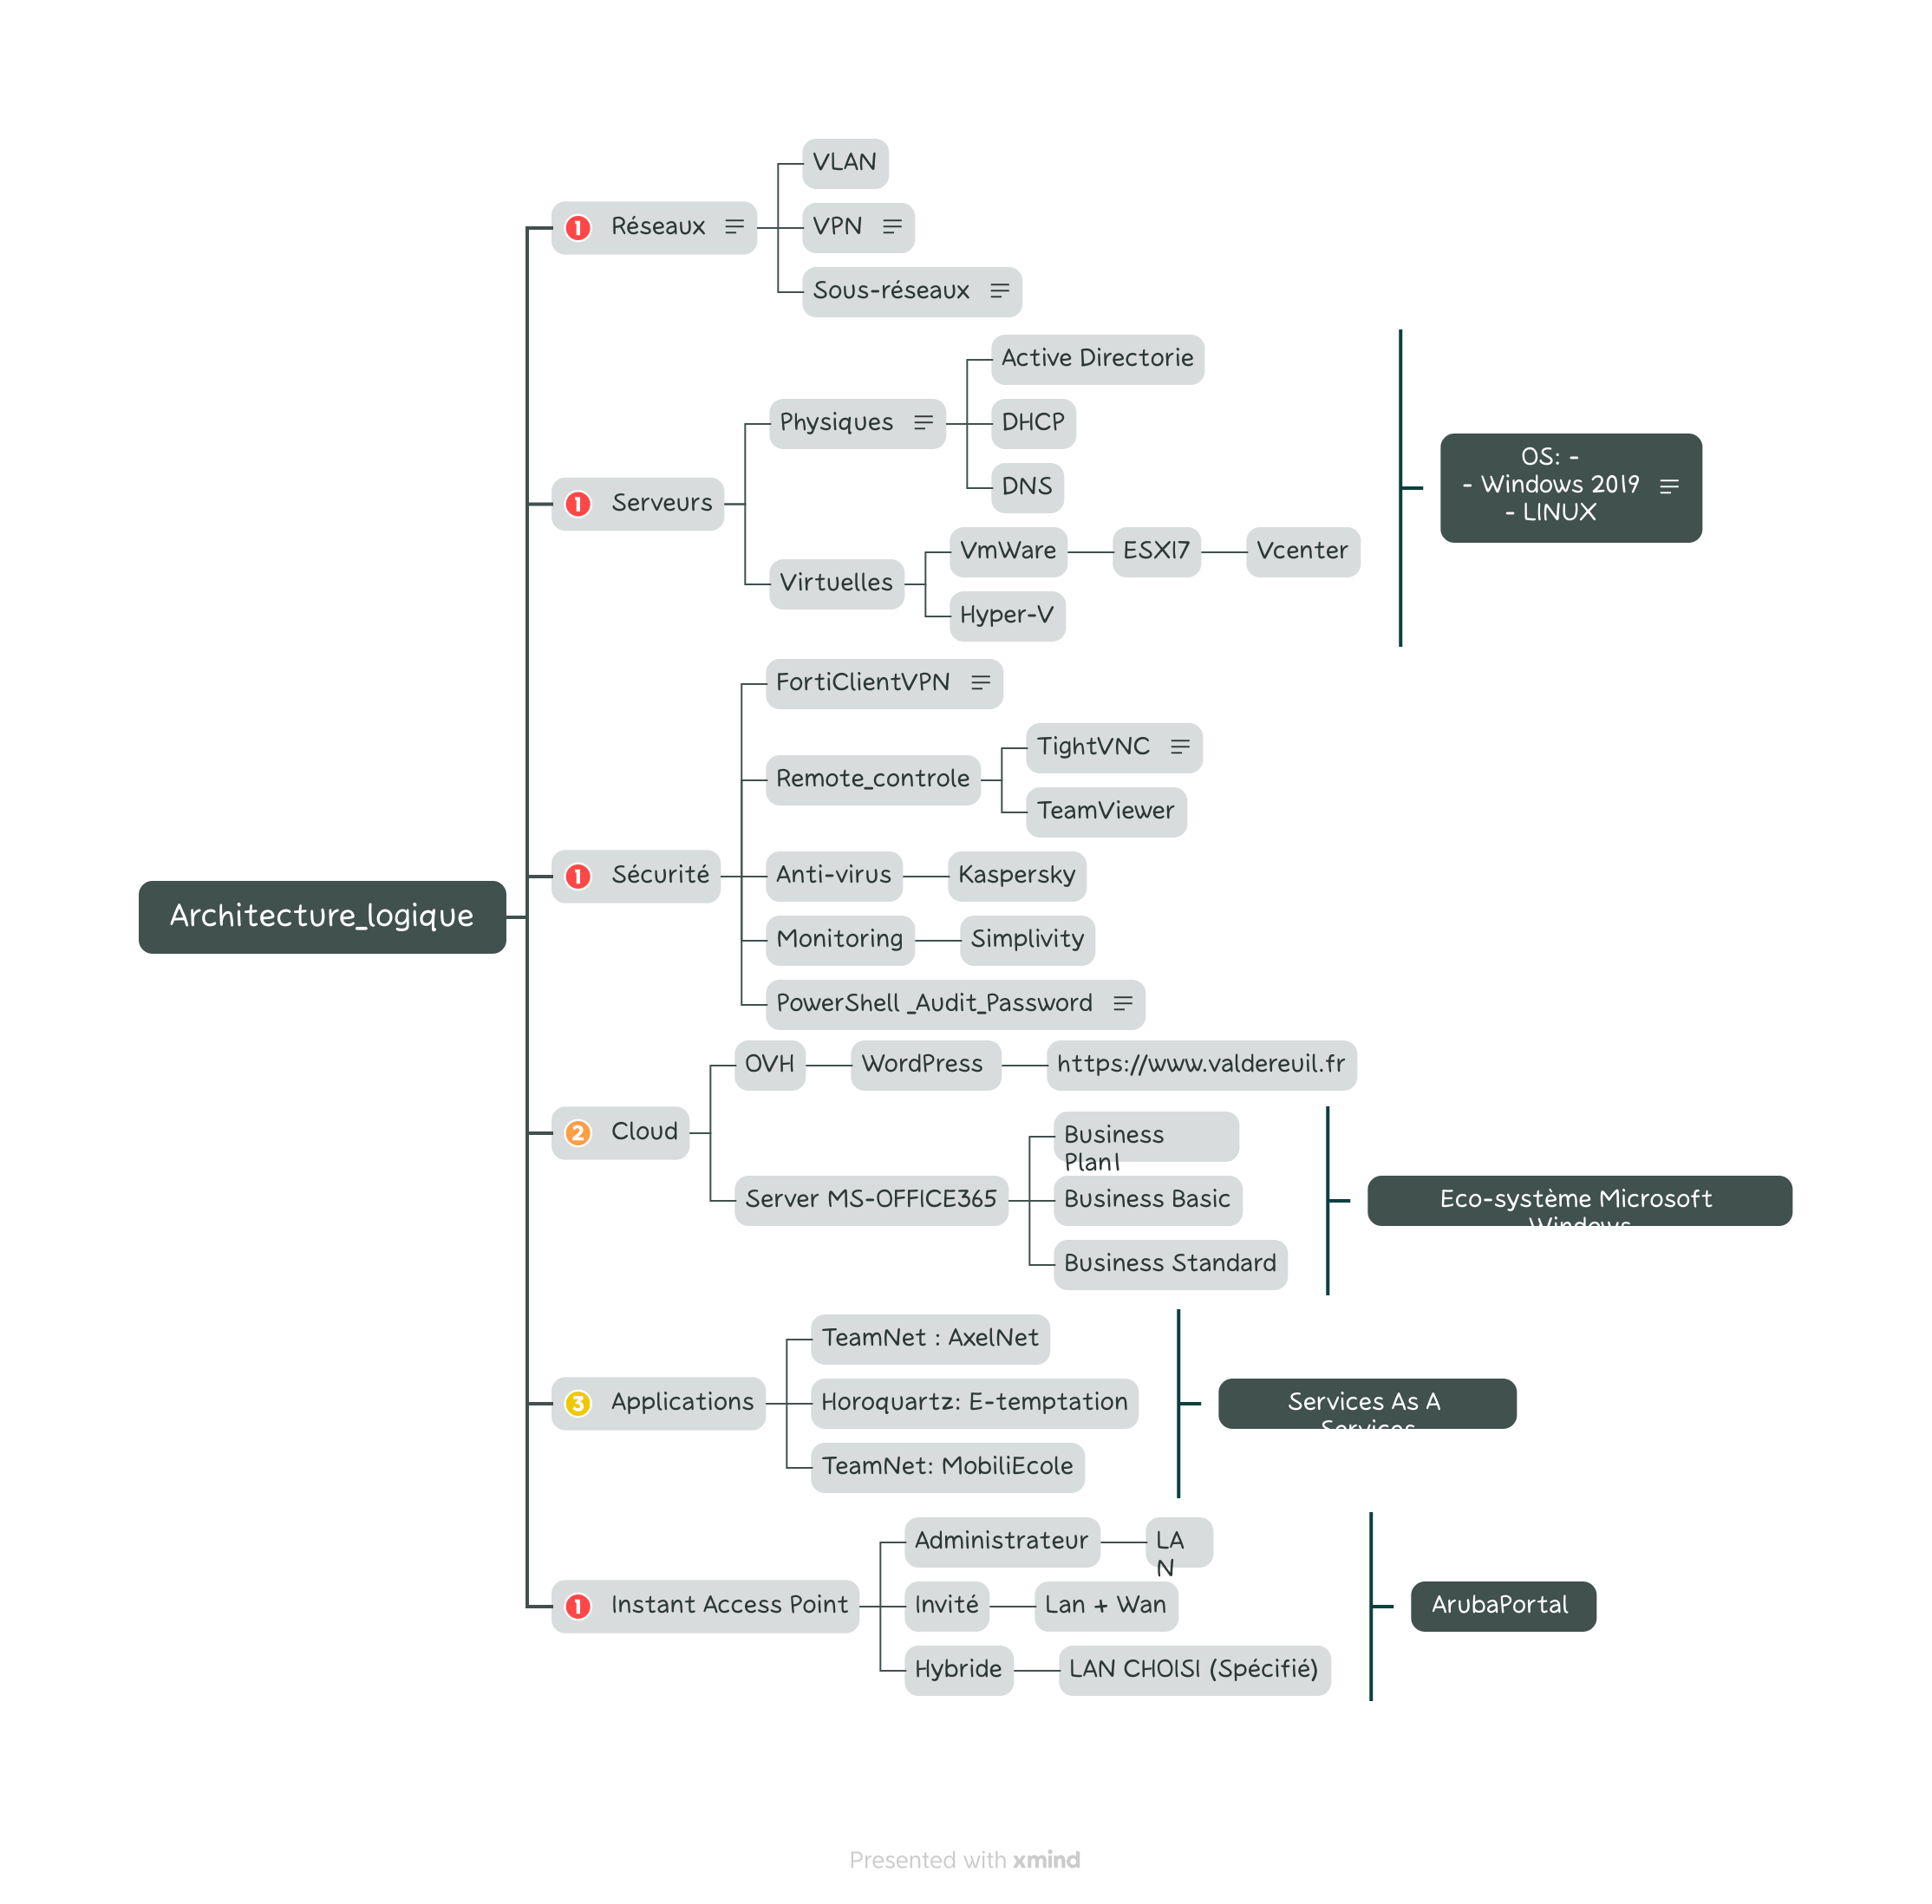 VLAN
1 Réseaux
VPN
Sous-réseaux
Active Directorie
Physiques
DHCP
DNS
OS: -
- Windows 2019
- LINUX
1 Serveurs
VmWare
ESXI7
Vcenter
Virtuelles
Hyper-V
FortiClientVPN
TightVNC
Remote_controle
TeamViewer
1 Sécurité
Anti-virus
Kaspersky
Architecture_logique
Monitoring
Simplivity
PowerShell _Audit_Password
OVH
WordPress
https://www.valdereuil.fr
2 Cloud
Business
Plan1
Server MS-OFFICE365
Business Basic
Eco-système Microsoft
Windows
Business Standard
TeamNet : AxelNet
3 Applications
Horoquartz: E-temptation
Services As A
Services
TeamNet: MobiliEcole
Administrateur
LA
N
1 Instant Access Point
Invité
Lan + Wan
ArubaPortal
Hybride
LAN CHOISI (Spécifié)
Presented with xmind